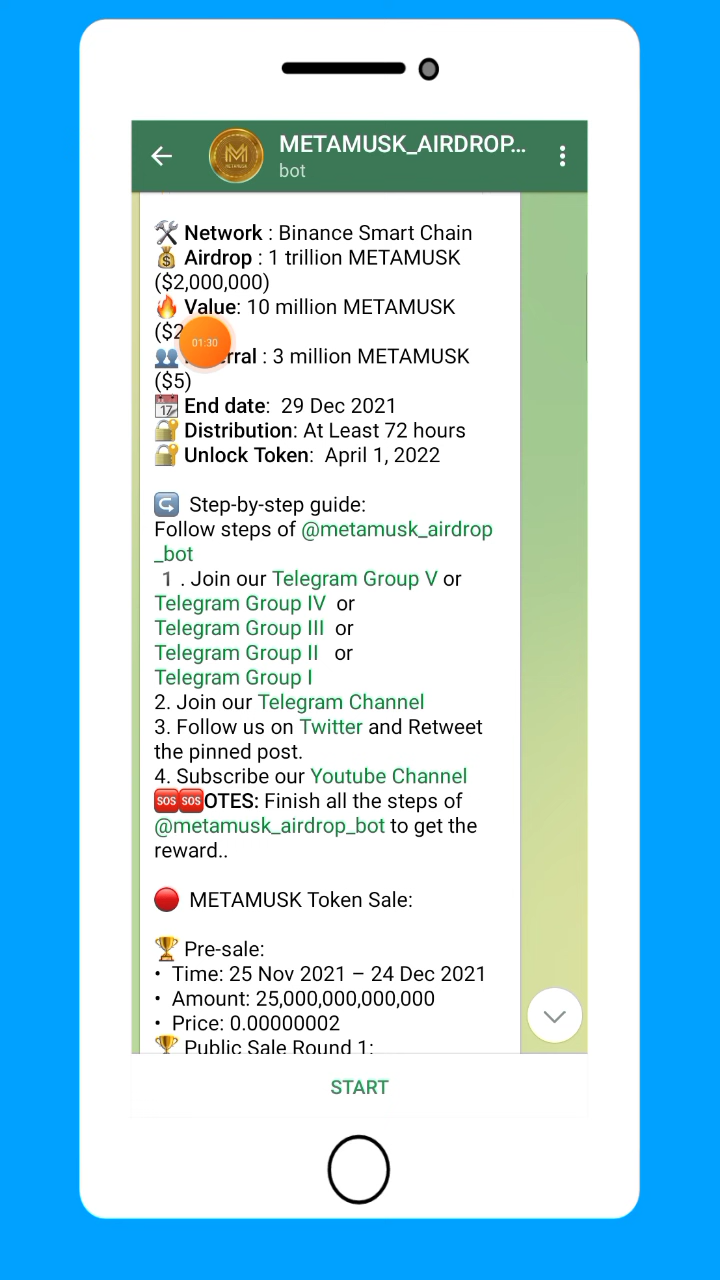 METAMUSK_AIRDROP...
bot
METAMUSK
Network : Binance Smart Chain
Airdrop : 1 trillion METAMUSK
($2,000,000)
Value: 10 million METAMUSK
($2
01:30
rral : 3 million METAMUSK
($5)
17 End date: 29 Dec 2021
Distribution: At Least 72 hours
Unlock Token: April 1, 2022
Step-by-step guide:
Follow steps of @metamusk_airdrop
_bot
1 . Join our Telegram Group V or
Telegram Group IV or
Telegram Group III or
Telegram Group II or
Telegram Group I
2. Join our Telegram Channel
3. Follow us on Twitter and Retweet
the pinned post.
4. Subscribe our Youtube Channel
SOS SOS OTES: Finish all the steps of
@metamusk_airdrop_bot to get the
reward..
METAMUSK Token Sale:
Pre-sale:
• Time: 25 Nov 2021 – 24 Dec 2021
• Amount: 25,000,000,000,000
• Price: 0.00000002
Public Sale Round 1:
START